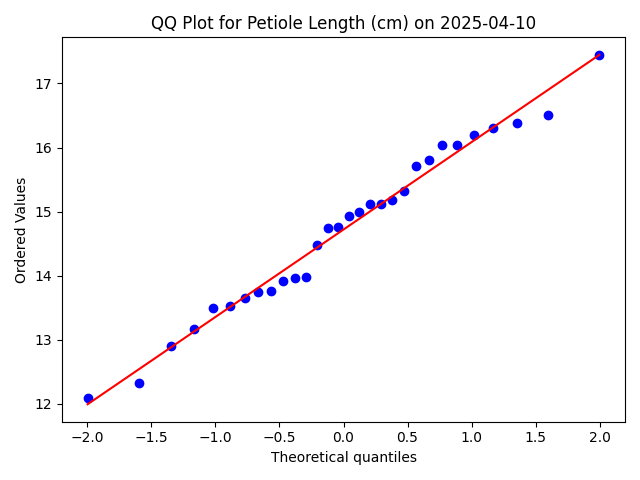 QQ Plot for Petiole Length (cm) on 2025-04-10
17
16
15
14
13
12
Ordered Values
−2.0 −1.5 −1.0 −0.5 0.0 0.5 1.0 1.5 2.0
Theoretical quantiles